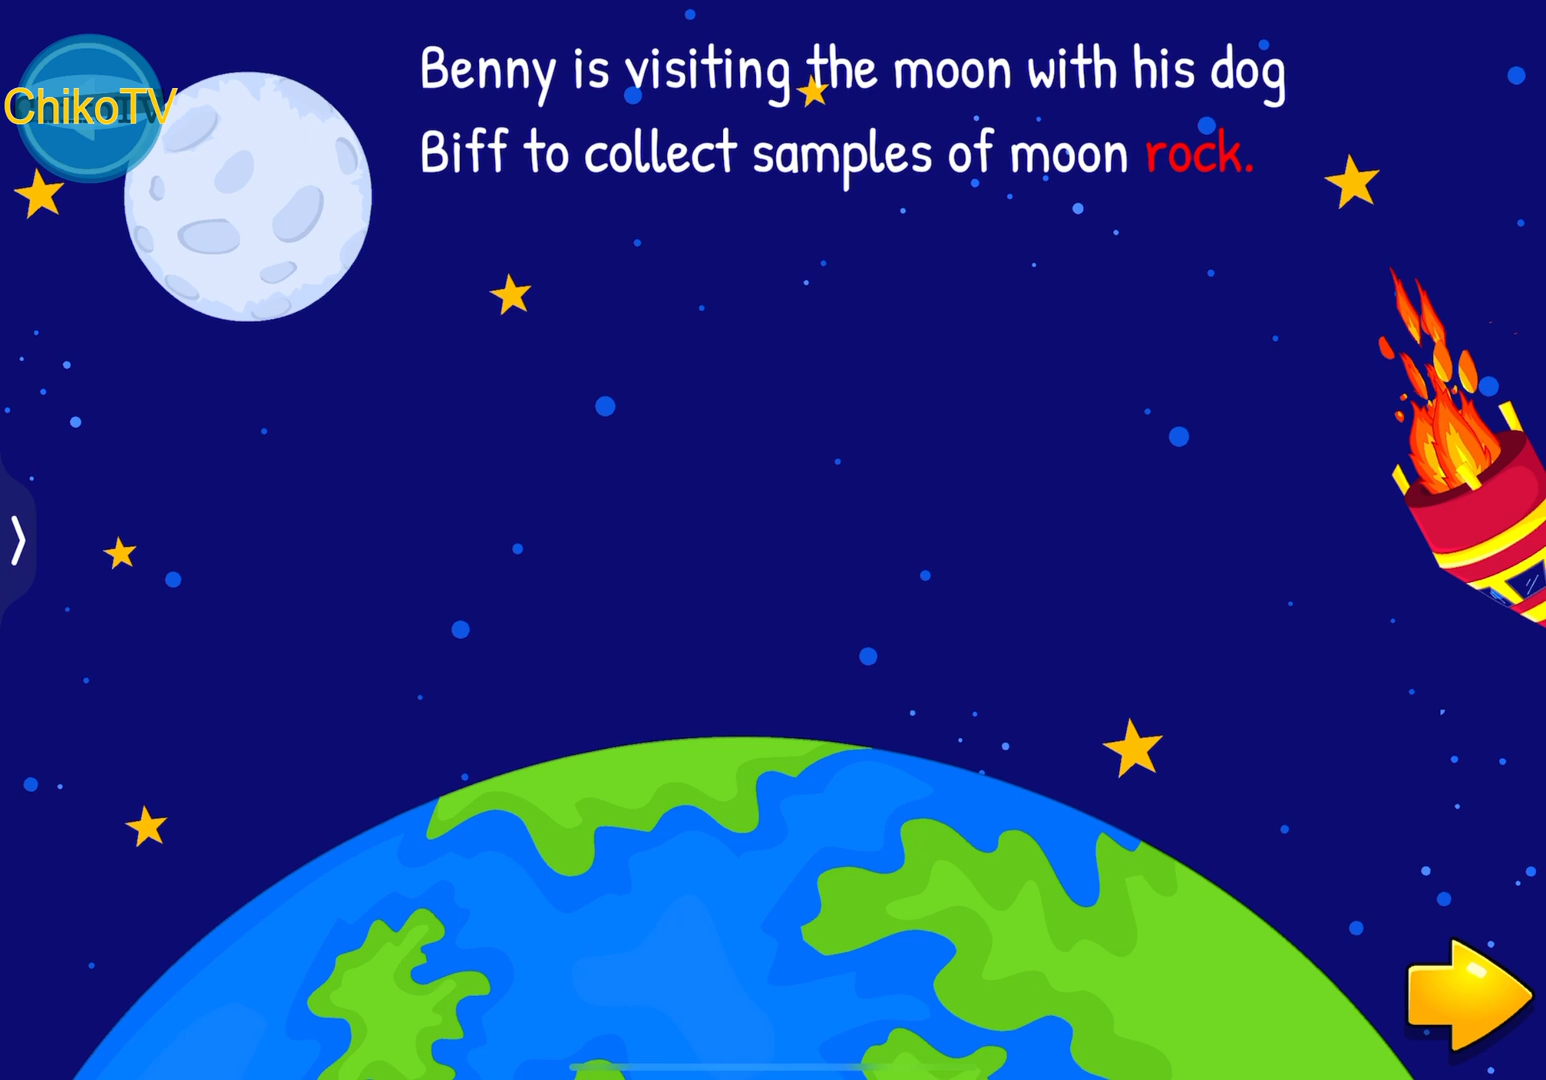 ChikoTV
Benny is visiting the moon with his dog
Biff to collect samples of moon rock.